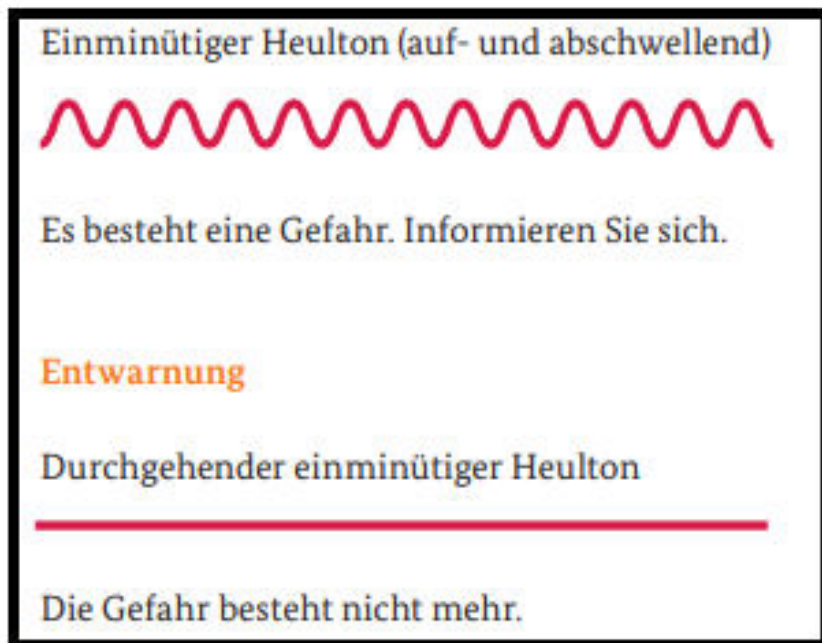 Einminütiger Heulton (auf- und abschwellend)
Es besteht eine Gefahr. Informieren Sie sich.
Entwarnung
Durchgehender einminütiger Heulton
Die Gefahr besteht nicht mehr.